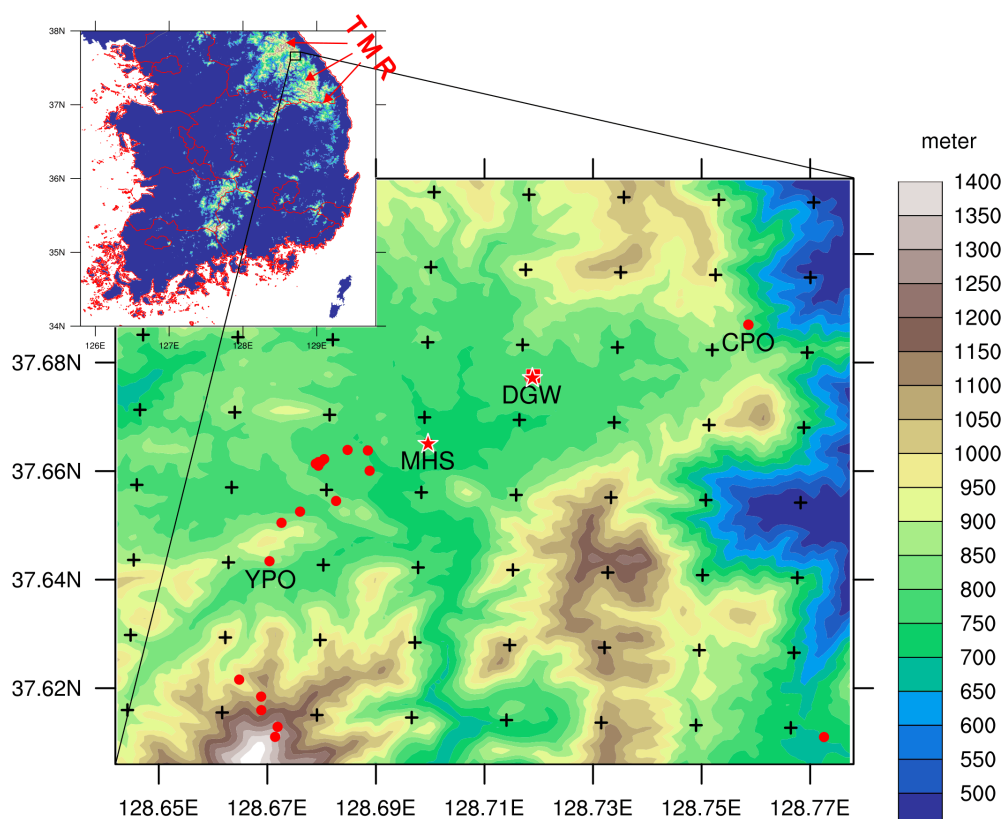 T M R
38N
37N
36N
35N
34N
126E 127E 128E 129E
meter
1400
1350
1300
1250
1200
1150
1100
1050
1000
950
900
850
800
750
700
650
600
550
500
CPO
DGW
MHS
YPO
37.68N
37.66N
37.64N
37.62N
128.65E 128.67E 128.69E 128.71E 128.73E 128.75E 128.77E